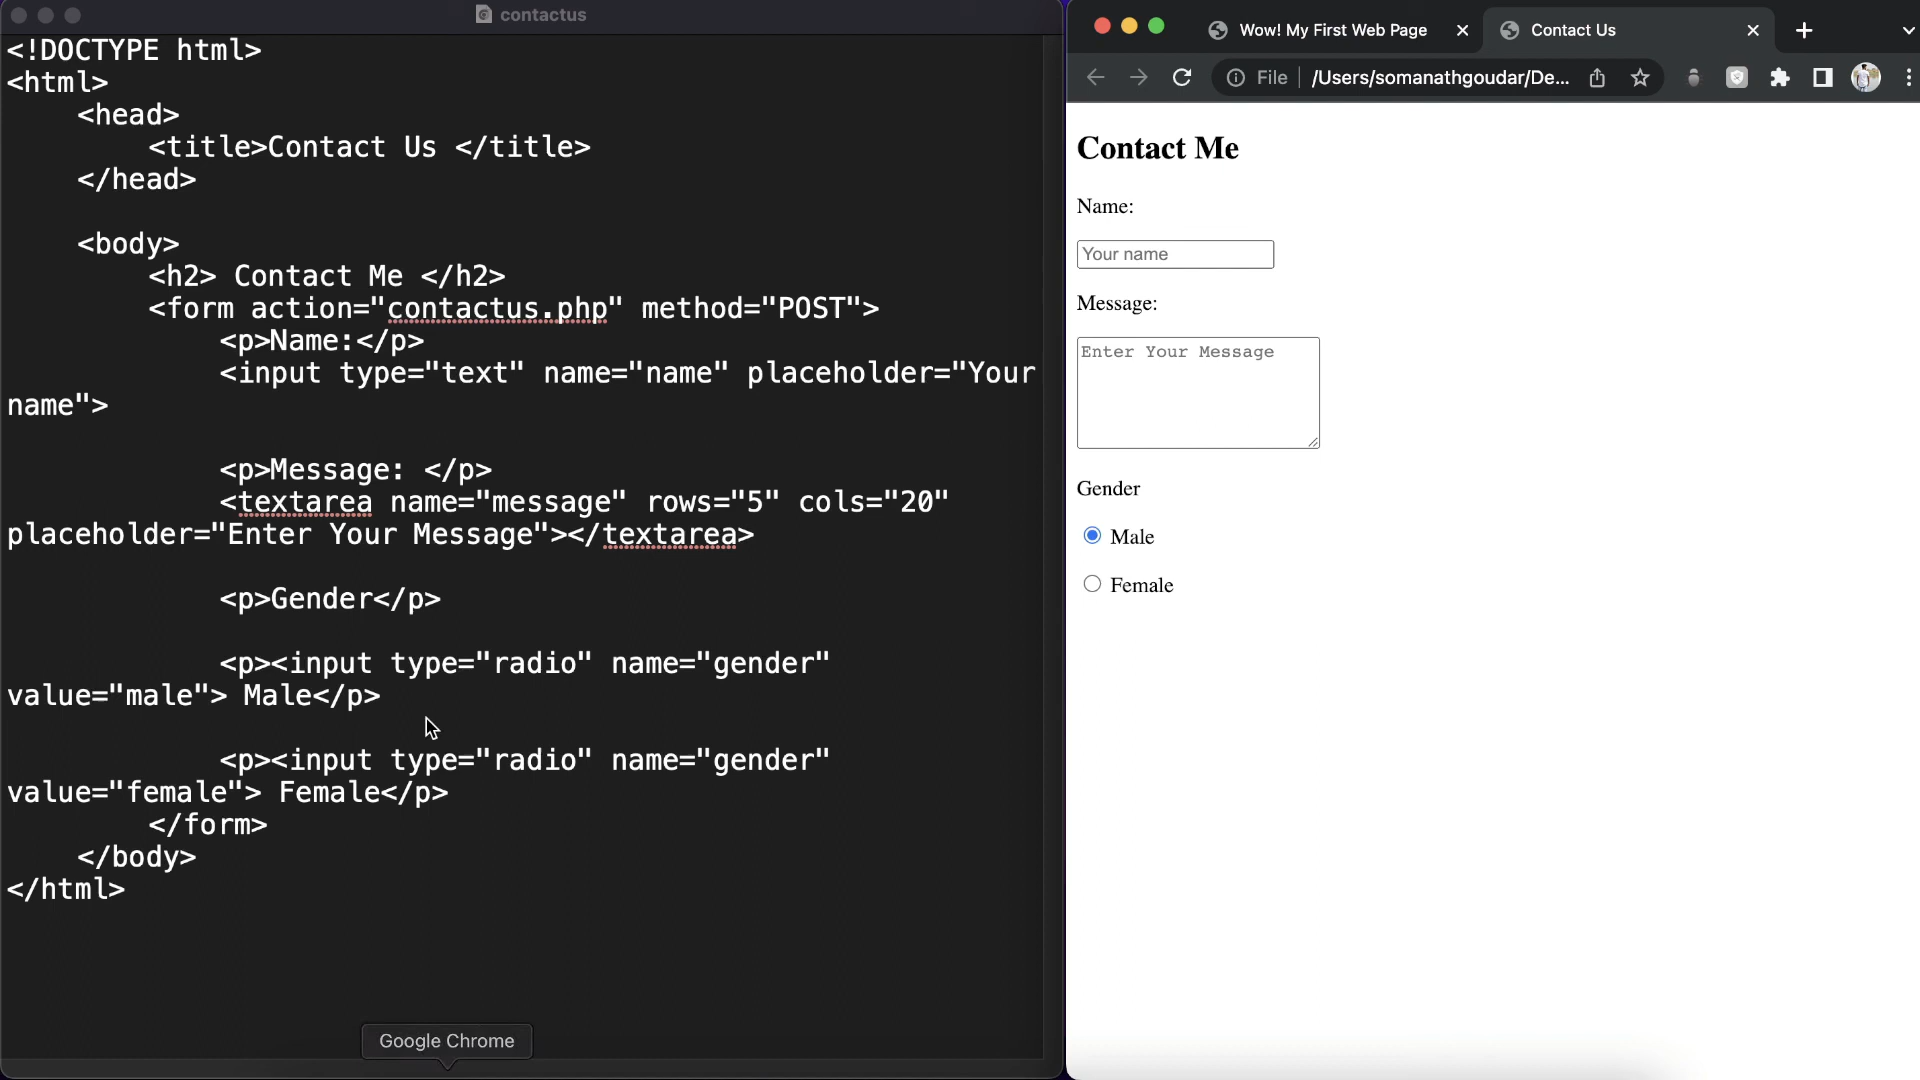 contactus
<!DOCTYPE html>
<html>
<head>
<title>Contact Us </title>
</head>
<body>
<h2> Contact Me </h2>
<form action="contactus.php" method="POST">
<p>Name:</p>
<input type="text" name="name" placeholder="Your
name">
<p>Message: </p>
<textarea name="message" rows="5" cols="20"
placeholder="Enter Your Message"></textarea>
<p>Gender</p>
<p><input type="radio" name="gender"
value="male"> Male</p>
<p><input type="radio" name="gender"
value="female"> Female</p>
</form>
</body>
</html>
Google Chrome
Wow! My First Web Page
Contact Us
File /Users/somanathgoudar/De...
Contact Me
Name:
Your name
Message:
Enter Your Message
Gender
Male
Female